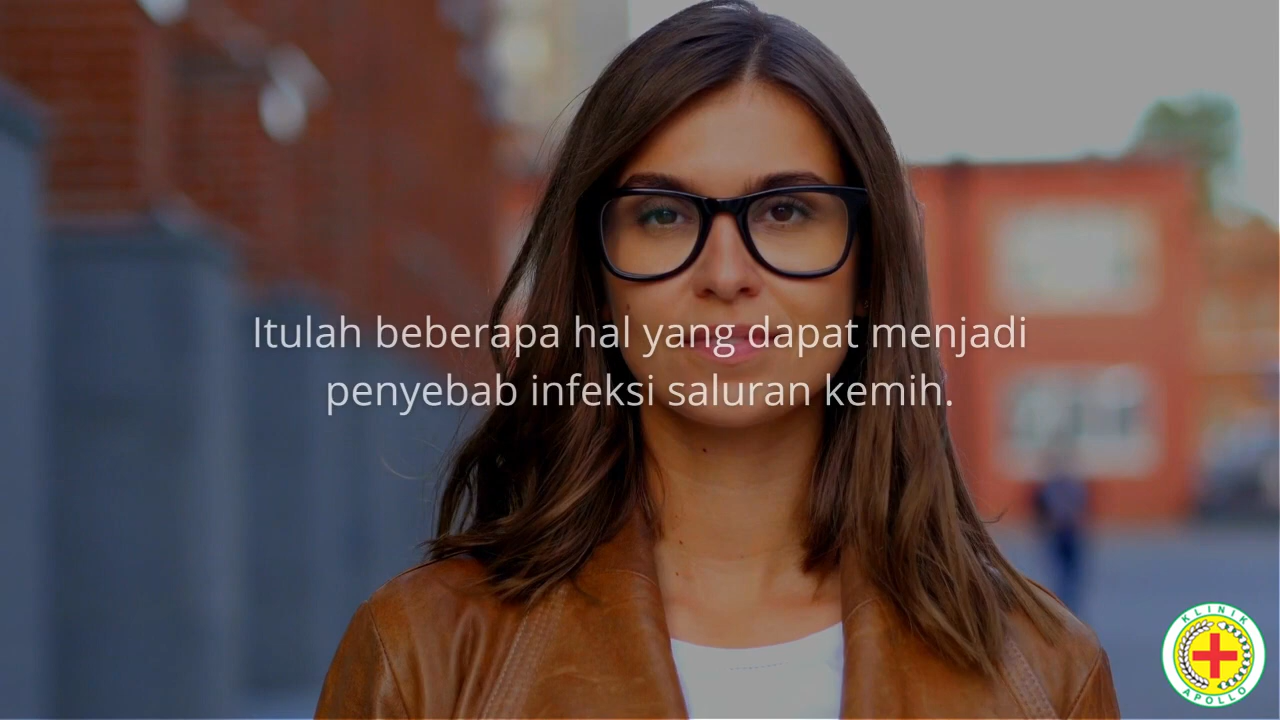 Itulah beberapa hal yang dapat menjadi
penyebab infeksi saluran kemih.
KLINIK
APOLLO